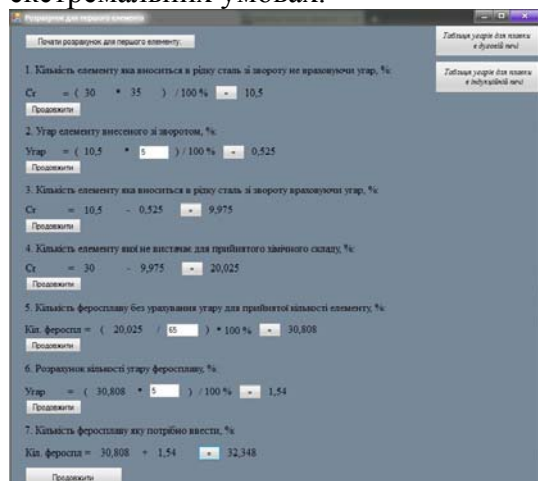 екстремальних умовах.
Розрахунок для першого елемента
Почати розрахунок для першого елементу.
Таблиця угарів для плавки в дуговій печі
Таблиця угарів для плавки в індукційній печі
1. Кількість елементу яка вноситься в рідку сталь зі звороту не враховуючи угар, %:
Cr = ( 30 * 35 ) / 100 % = 10,5
Продовжити
2. Угар елементу внесеного зі зворотом, %:
Угар = ( 10,5 * 5 ) / 100 % = 0,525
Продовжити
3. Кількість елементу яка вноситься в рідку сталь зі звороту враховуючи угар, %:
Cr = 10,5 - 0,525 = 9,975
Продовжити
4. Кількість елементу якої не вистачає для прийнятого хімічного складу, %:
Cr = 30 - 9,975 = 20,025
Продовжити
5. Кількість феросплаву без урахування угару для прийнятої кількості елементу, %:
Кіл. фероспл = ( 20,025 / 65 ) * 100 % = 30,808
Продовжити
6. Розрахунок кількості угару феросплаву, %:
Угар = ( 30,808 * 5 ) / 100 % = 1,54
Продовжити
7. Кількість феросплаву яку потрібно ввести, %:
Кіл. фероспл = 30,808 + 1,54 = 32,348
Продовжити